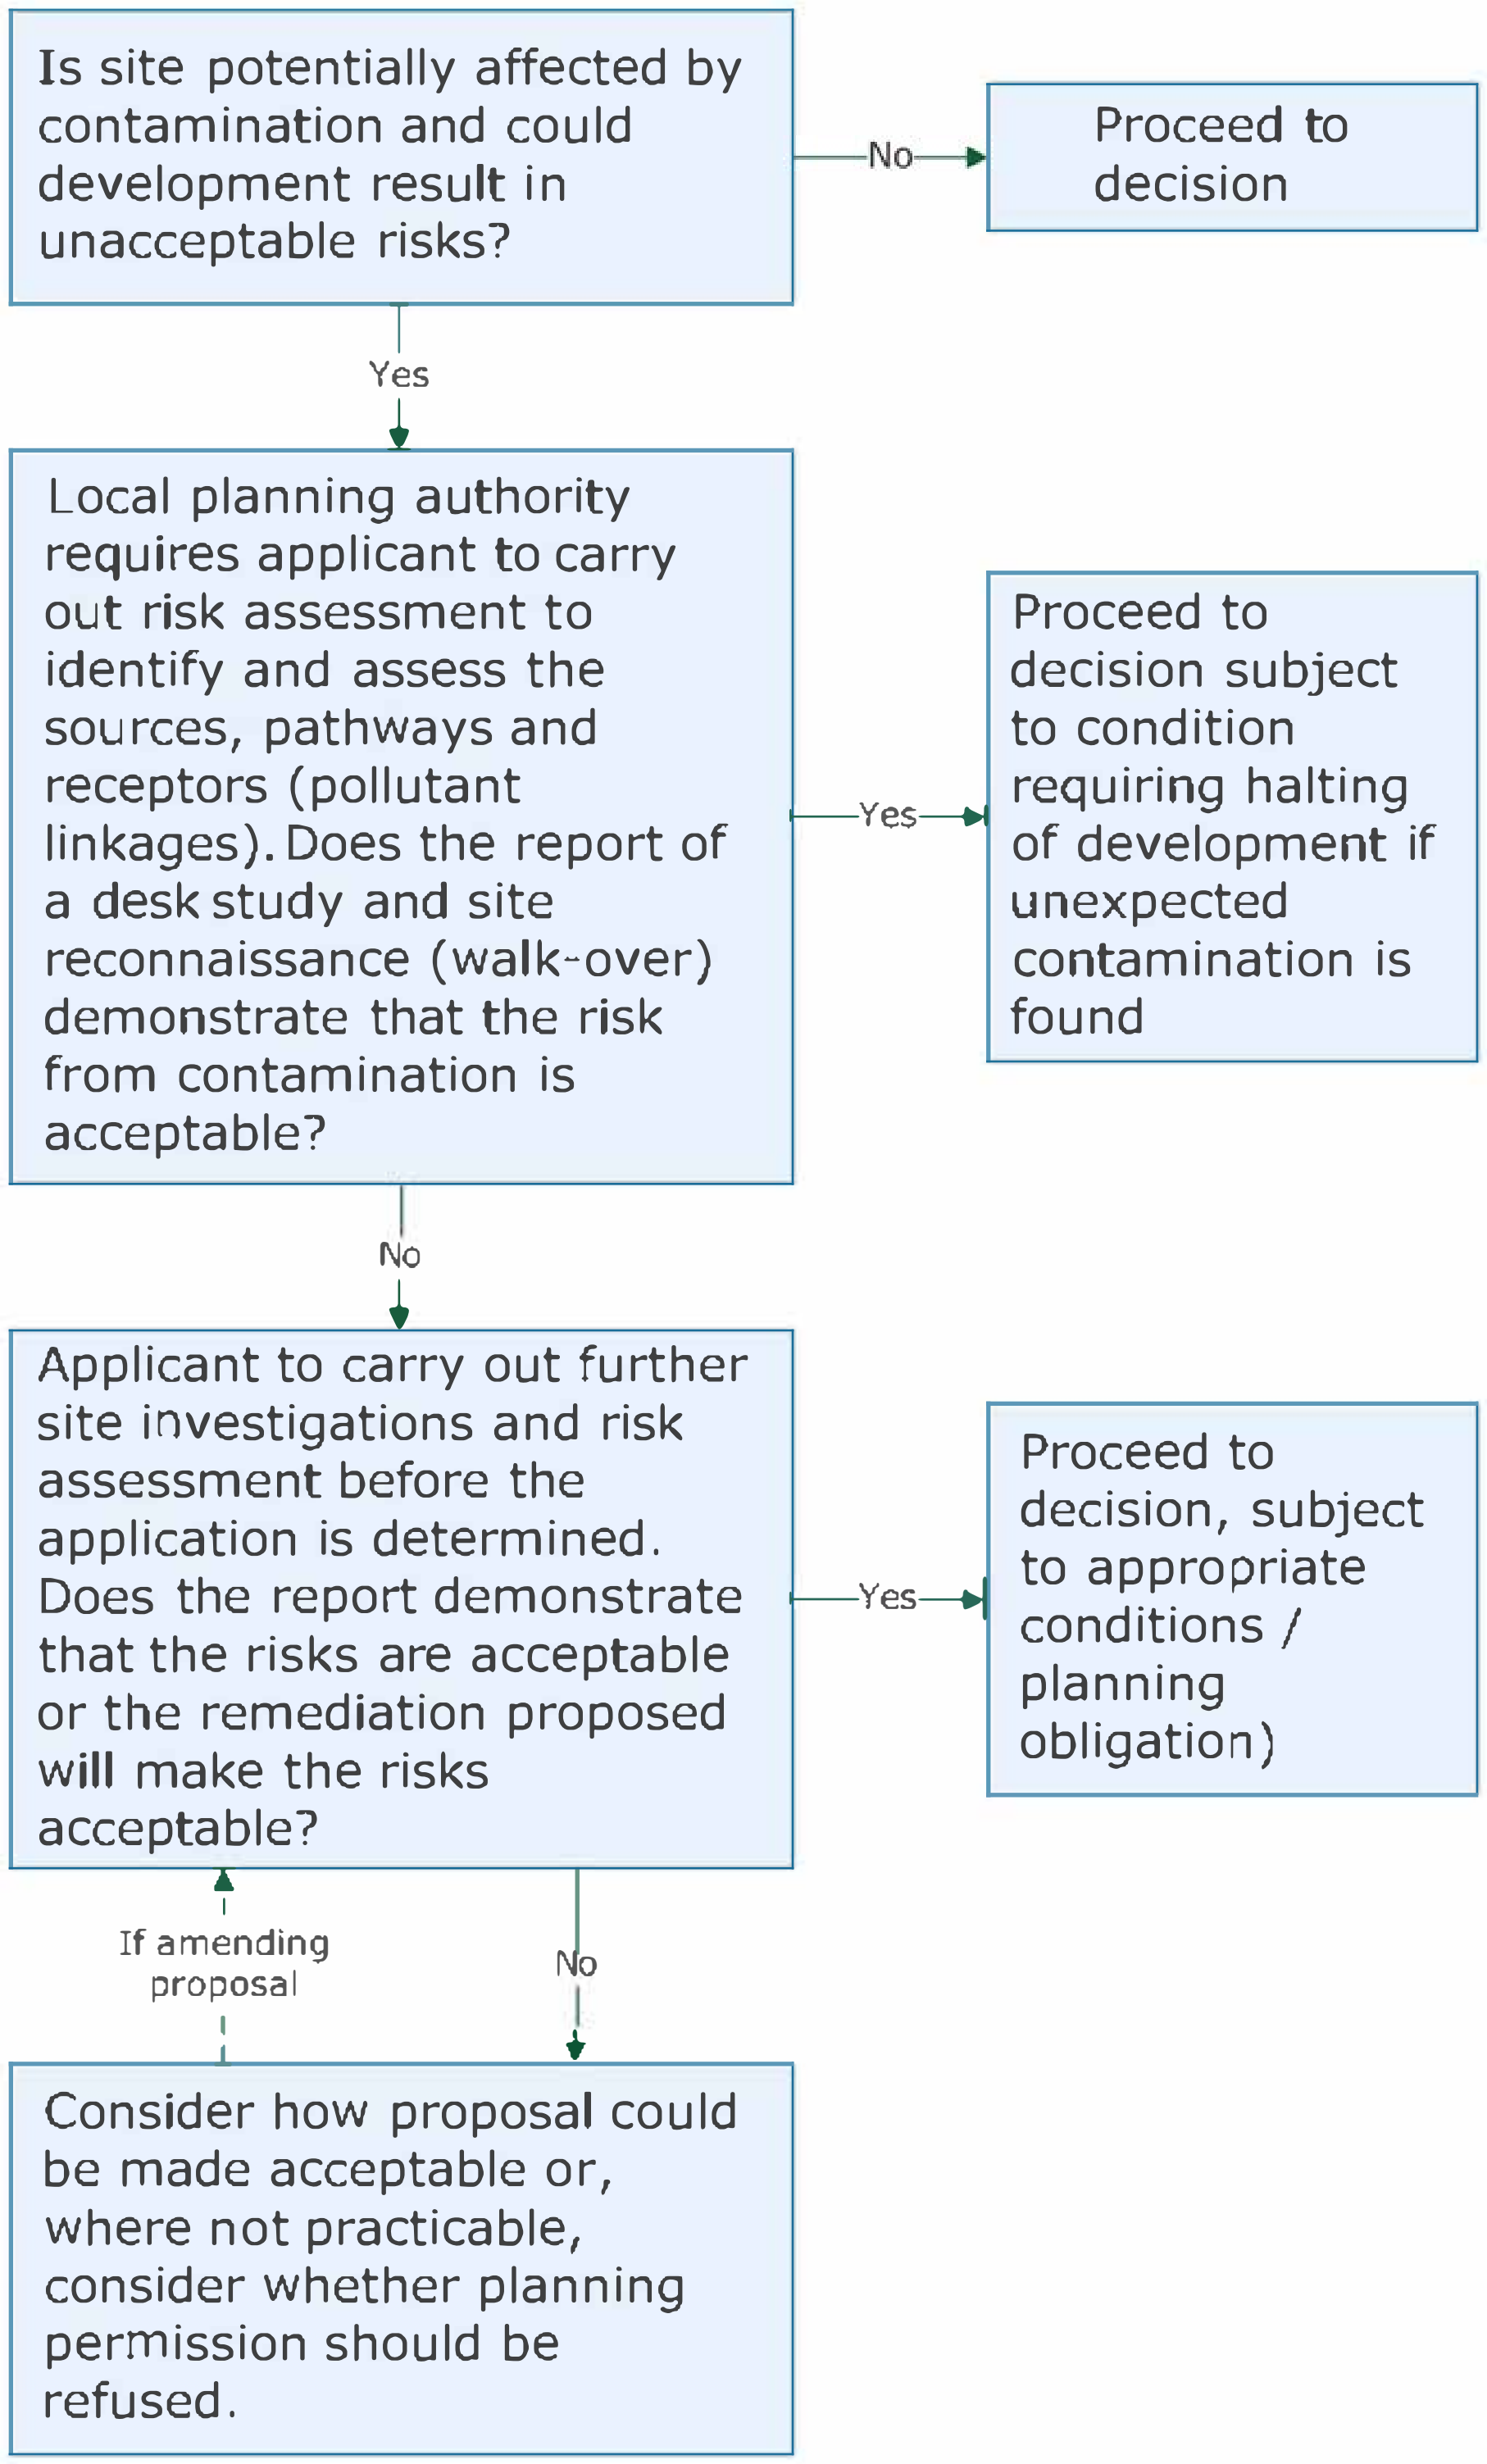 Is site potentially affected by
contamination and could
development result in
unacceptable risks?
No
Proceed to
decision
Yes
Local planning authority
requires applicant to carry
out risk assessment to
identify and assess the
sources, pathways and
receptors (pollutant
linkages). Does the report of
a desk study and site
reconnaissance (walk-over)
demonstrate that the risk
from contamination is
acceptable?
Yes
Proceed to
decision subject
to condition
requiring halting
of development if
unexpected
contamination is
found
No
Applicant to carry out further
site investigations and risk
assessment before the
application is determined.
Does the report demonstrate
that the risks are acceptable
or the remediation proposed
will make the risks
acceptable?
Yes
Proceed to
decision, subject
to appropriate
conditions /
planning
obligation)
If amending
proposal
No
Consider how proposal could
be made acceptable or,
where not practicable,
consider whether planning
permission should be
refused.